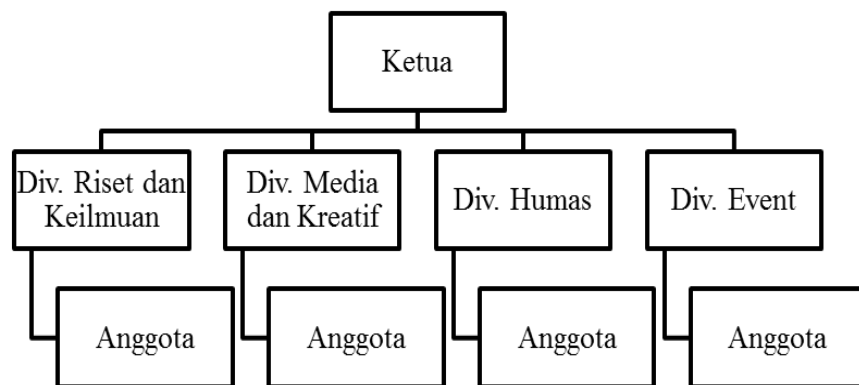 Ketua
Div. Riset dan
Keilmuan
Div. Media
dan Kreatif
Div. Humas
Div. Event
Anggota
Anggota
Anggota
Anggota